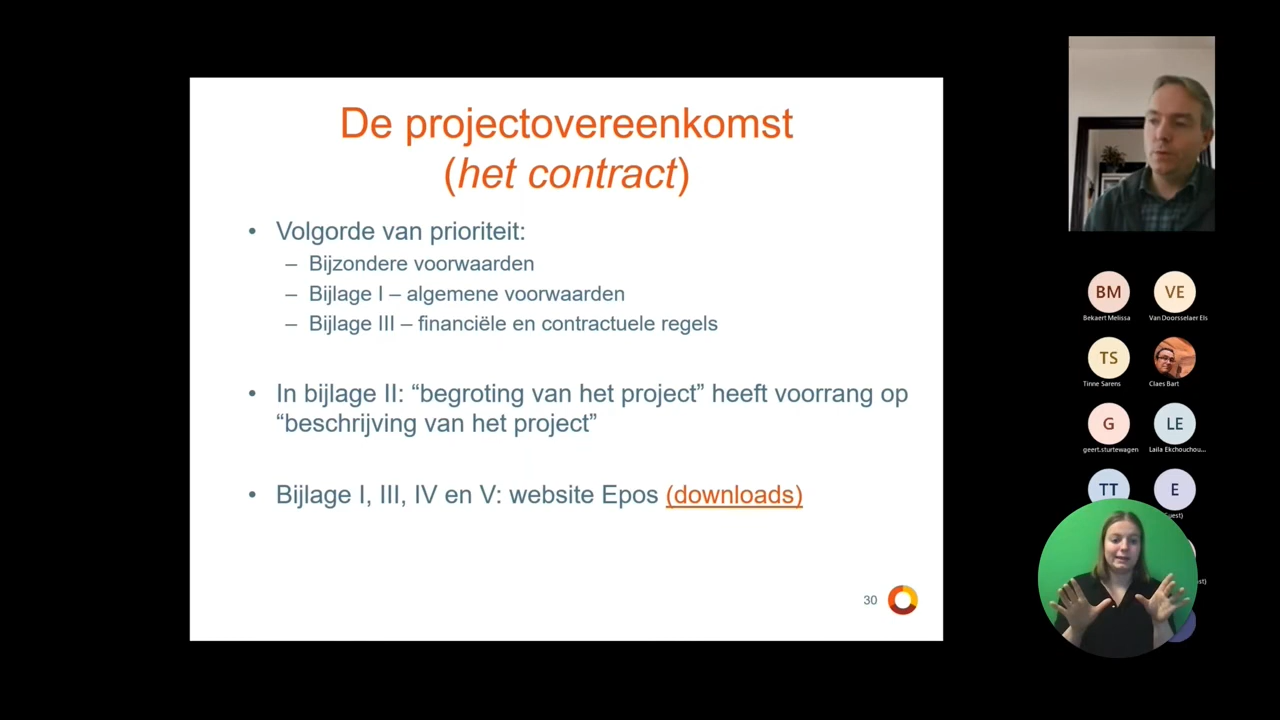 De projectovereenkomst
(het contract)
• Volgorde van prioriteit:
– Bijzondere voorwaarden
– Bijlage I – algemene voorwaarden
– Bijlage III – financiële en contractuele regels
• In bijlage II: “begroting van het project” heeft voorrang op
“beschrijving van het project”
• Bijlage I, III, IV en V: website Epos (downloads)
30
BM VE
Bekaert Melissa Van Doorsselaer Els
TS
Tinne Sarens Claes Bart
G LE
geert.sturtewagen Laila Ekchouchou...
TT E